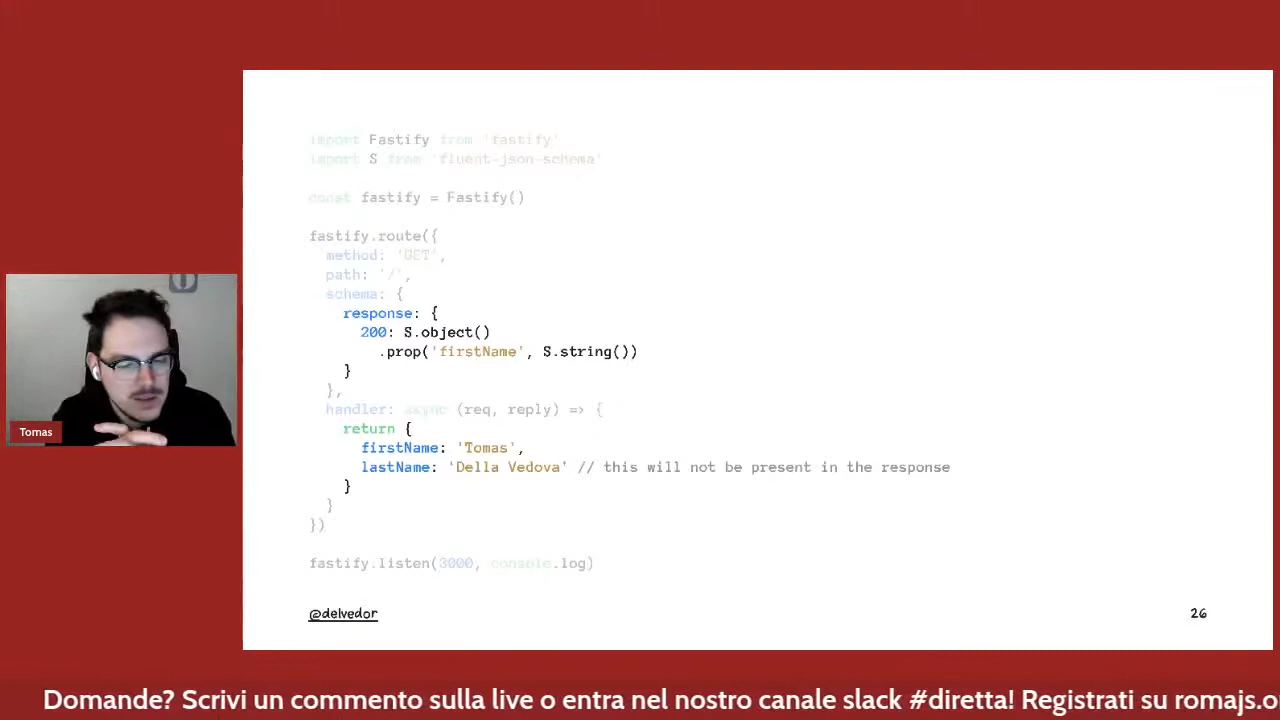 import Fastify from 'fastify'
import S from 'fluent-json-schema'
const fastify = Fastify()
fastify.route({
method: 'GET',
path: '/',
schema: {
response: {
200: S.object()
.prop('firstName', S.string())
}
},
handler: async (req, reply) => {
return {
firstName: 'Tomas',
lastName: 'Della Vedova' // this will not be present in the response
}
}
})
fastify.listen(3000, console.log)
@delvedor
26
Tomas
Domande? Scrivi un commento sulla live o entra nel nostro canale slack #diretta! Registrati su romajs.o